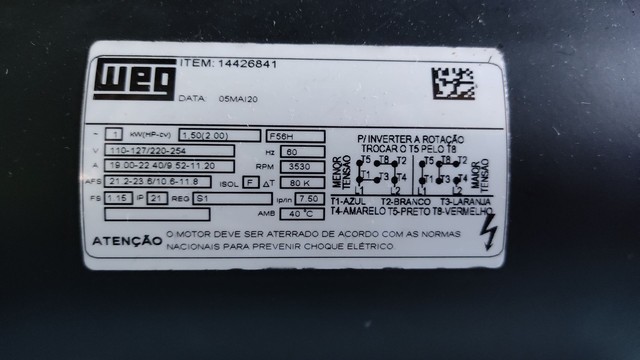 WEG
ITEM: 14426841
DATA: 05MAI20
~ 1 KW(HP-cv) 1,50(2.00) F56H
V 110-127/220-254 Hz 60
A 19.00-22.40/9.52-11.20 RPM 3530
AFS 21.2-23.6/10.6-11.8 ISOL F ΔT 80 K
FS 1.15 IP 21 REG S1 Ip/In 7.50
AMB 40 °C
P/ INVERTER A ROTAÇÃO
TROCAR O T5 PELO T8
MENOR TENSÃO
T5 T8 T2
T1 T3 T4
L1 L2
T5 T8 T2
T1 T3 T4
L1 L2
MAIOR TENSÃO
T1-AZUL T2-BRANCO T3-LARANJA
T4-AMARELO T5-PRETO T8-VERMELHO
ATENÇÃO O MOTOR DEVE SER ATERRADO DE ACORDO COM AS NORMAS
NACIONAIS PARA PREVENIR CHOQUE ELÉTRICO.